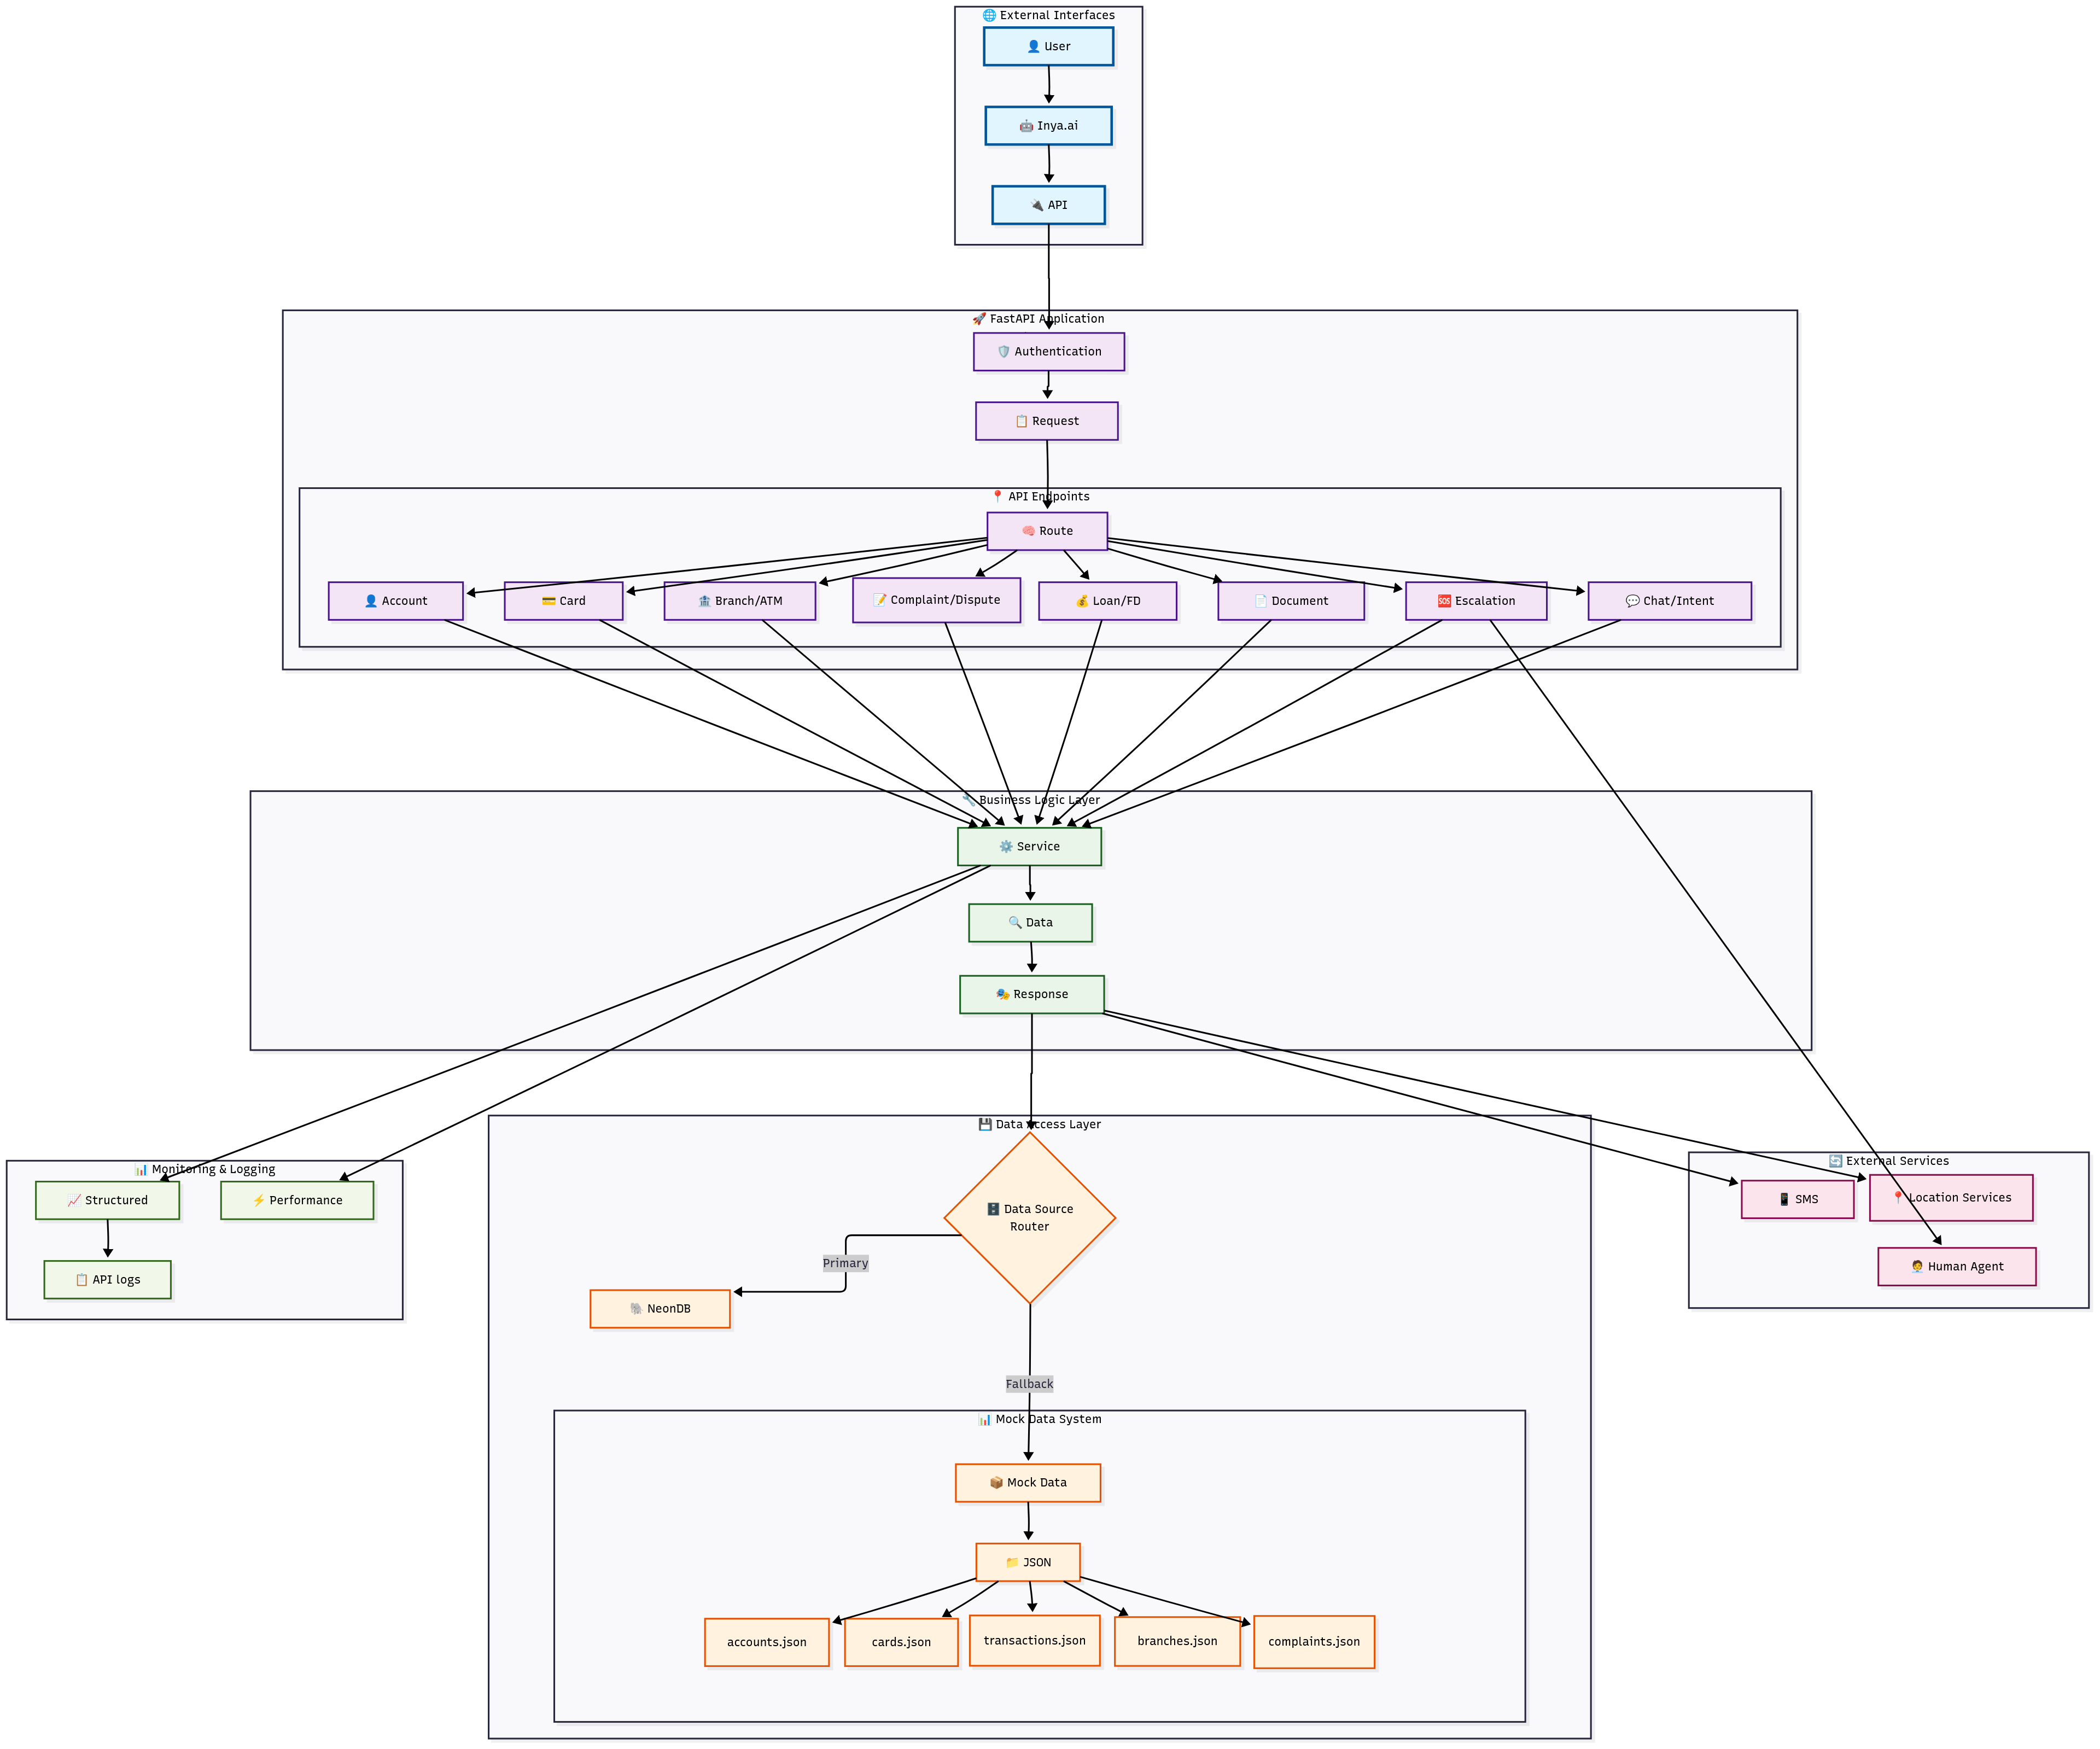 🌐 External Interfaces
👤 User
🤖 Inya.ai
🔌 API
🚀 FastAPI Application
🛡️ Authentication
📋 Request
📍 API Endpoints
🧠 Route
👤 Account
💳 Card
🏦 Branch/ATM
📝 Complaint/Dispute
💰 Loan/FD
📄 Document
🆘 Escalation
💬 Chat/Intent
🔧 Business Logic Layer
⚙️ Service
🔍 Data
🎭 Response
📊 Monitoring & Logging
📈 Structured
⚡ Performance
📋 API logs
💾 Data Access Layer
🗄️ Data Source
Router
Primary
🐘 NeonDB
Fallback
📊 Mock Data System
📦 Mock Data
📁 JSON
accounts.json
cards.json
transactions.json
branches.json
complaints.json
🔄 External Services
📱 SMS
📍 Location Services
🧑‍💼 Human Agent